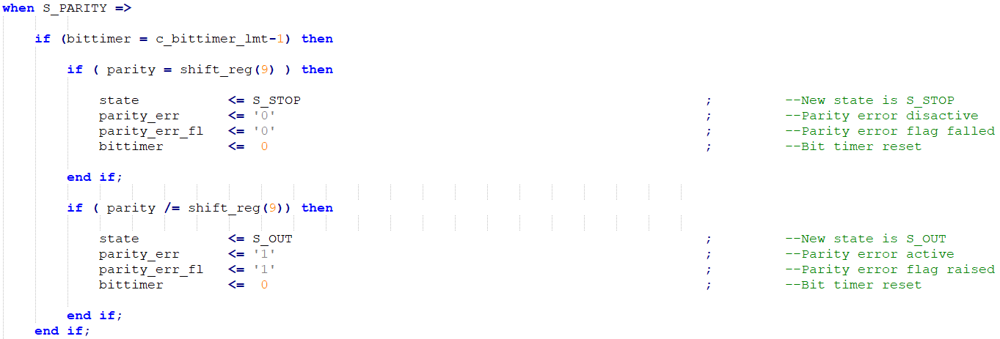 when S_PARITY =>
if (bittimer = c_bittimer_lmt-1) then
if ( parity = shift_reg(9) ) then
state <= S_STOP ; --New state is S_STOP
parity_err <= '0' ; --Parity error disactive
parity_err_fl <= '0' ; --Parity error flag falled
bittimer <= 0 ; --Bit timer reset
end if;
if ( parity /= shift_reg(9)) then
state <= S_OUT ; --New state is S_OUT
parity_err <= '1' ; --Parity error active
parity_err_fl <= '1' ; --Parity error flag raised
bittimer <= 0 ; --Bit timer reset
end if;
end if;